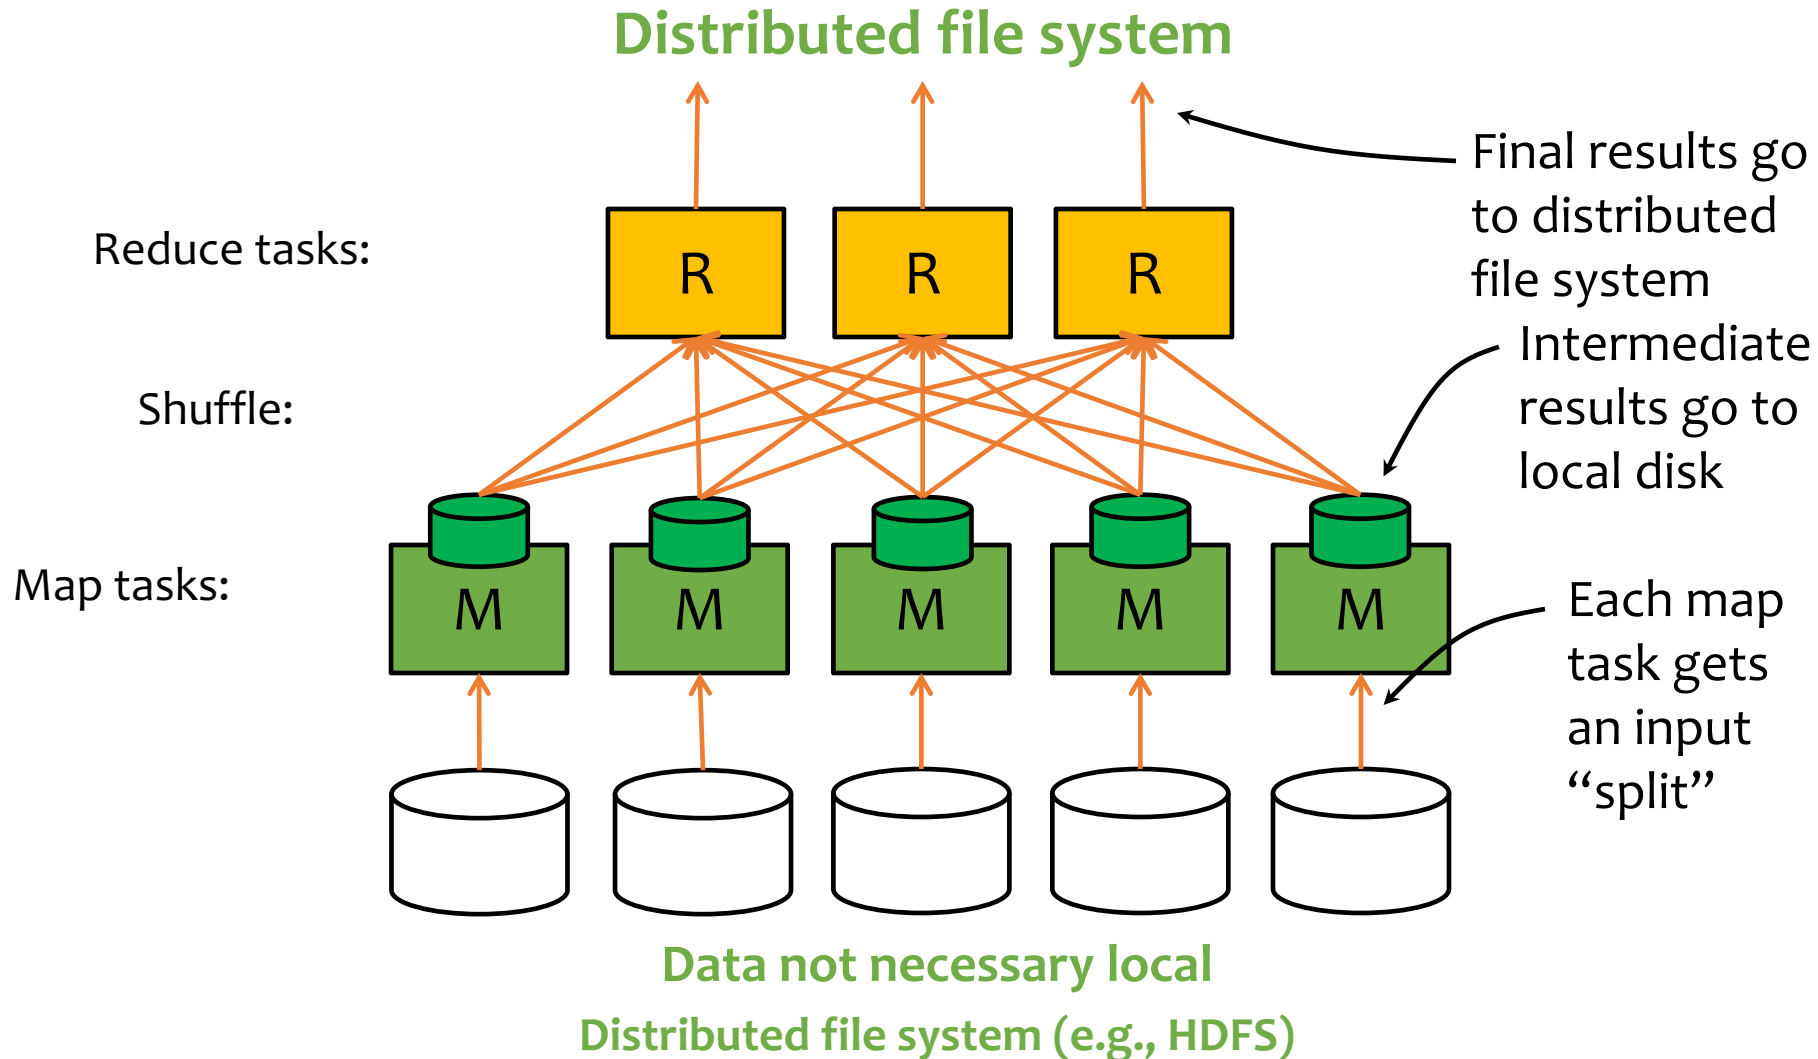 Distributed file system
Final results go
to distributed
file system
Reduce tasks:
R R R
Intermediate
results go to
local disk
Shuffle:
Map tasks:
M M M M M
Each map
task gets
an input
“split”
Data not necessary local
Distributed file system (e.g., HDFS)